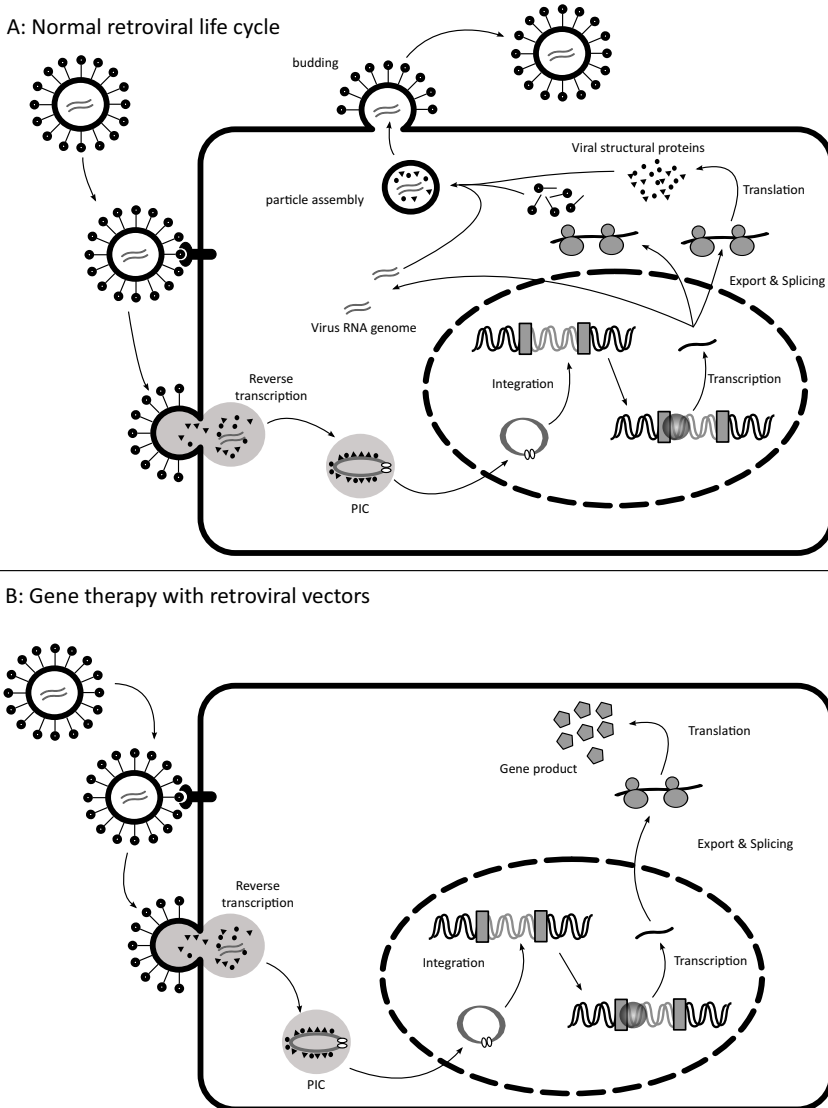 A: Normal retroviral life cycle
budding
Viral structural proteins
particle assembly
Translation
Export & Splicing
Virus RNA genome
Reverse
transcription
Integration
Transcription
PIC
B: Gene therapy with retroviral vectors
Translation
Gene product
Export & Splicing
Reverse
transcription
Integration
Transcription
PIC